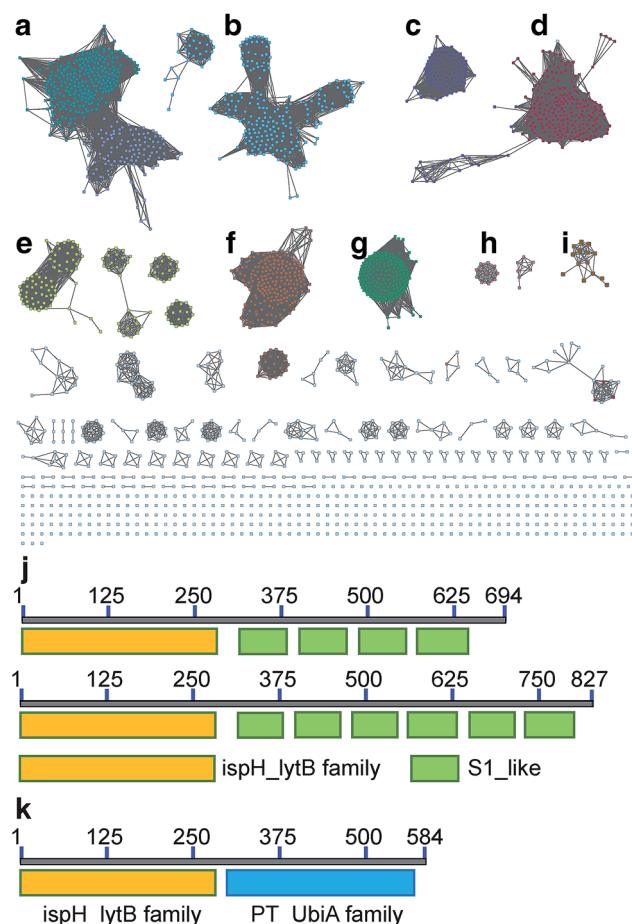 a b c d
e f g h i
j
1 125 250 375 500 625 694
1 125 250 375 500 625 750 827
ispH_lytB family S1_like
k
1 125 250 375 500 584
ispH_lytB family PT_UbiA family